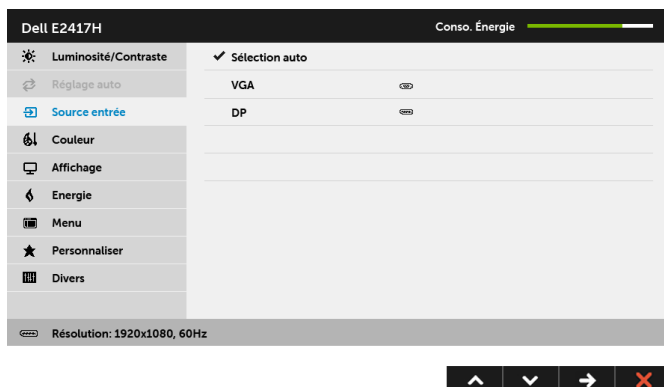 Dell E2417H
Conso. Énergie
Luminosité/Contraste
Sélection auto
Réglage auto
VGA
Source entrée
DP
Couleur
Affichage
Energie
Menu
Personnaliser
Divers
Résolution: 1920x1080, 60Hz